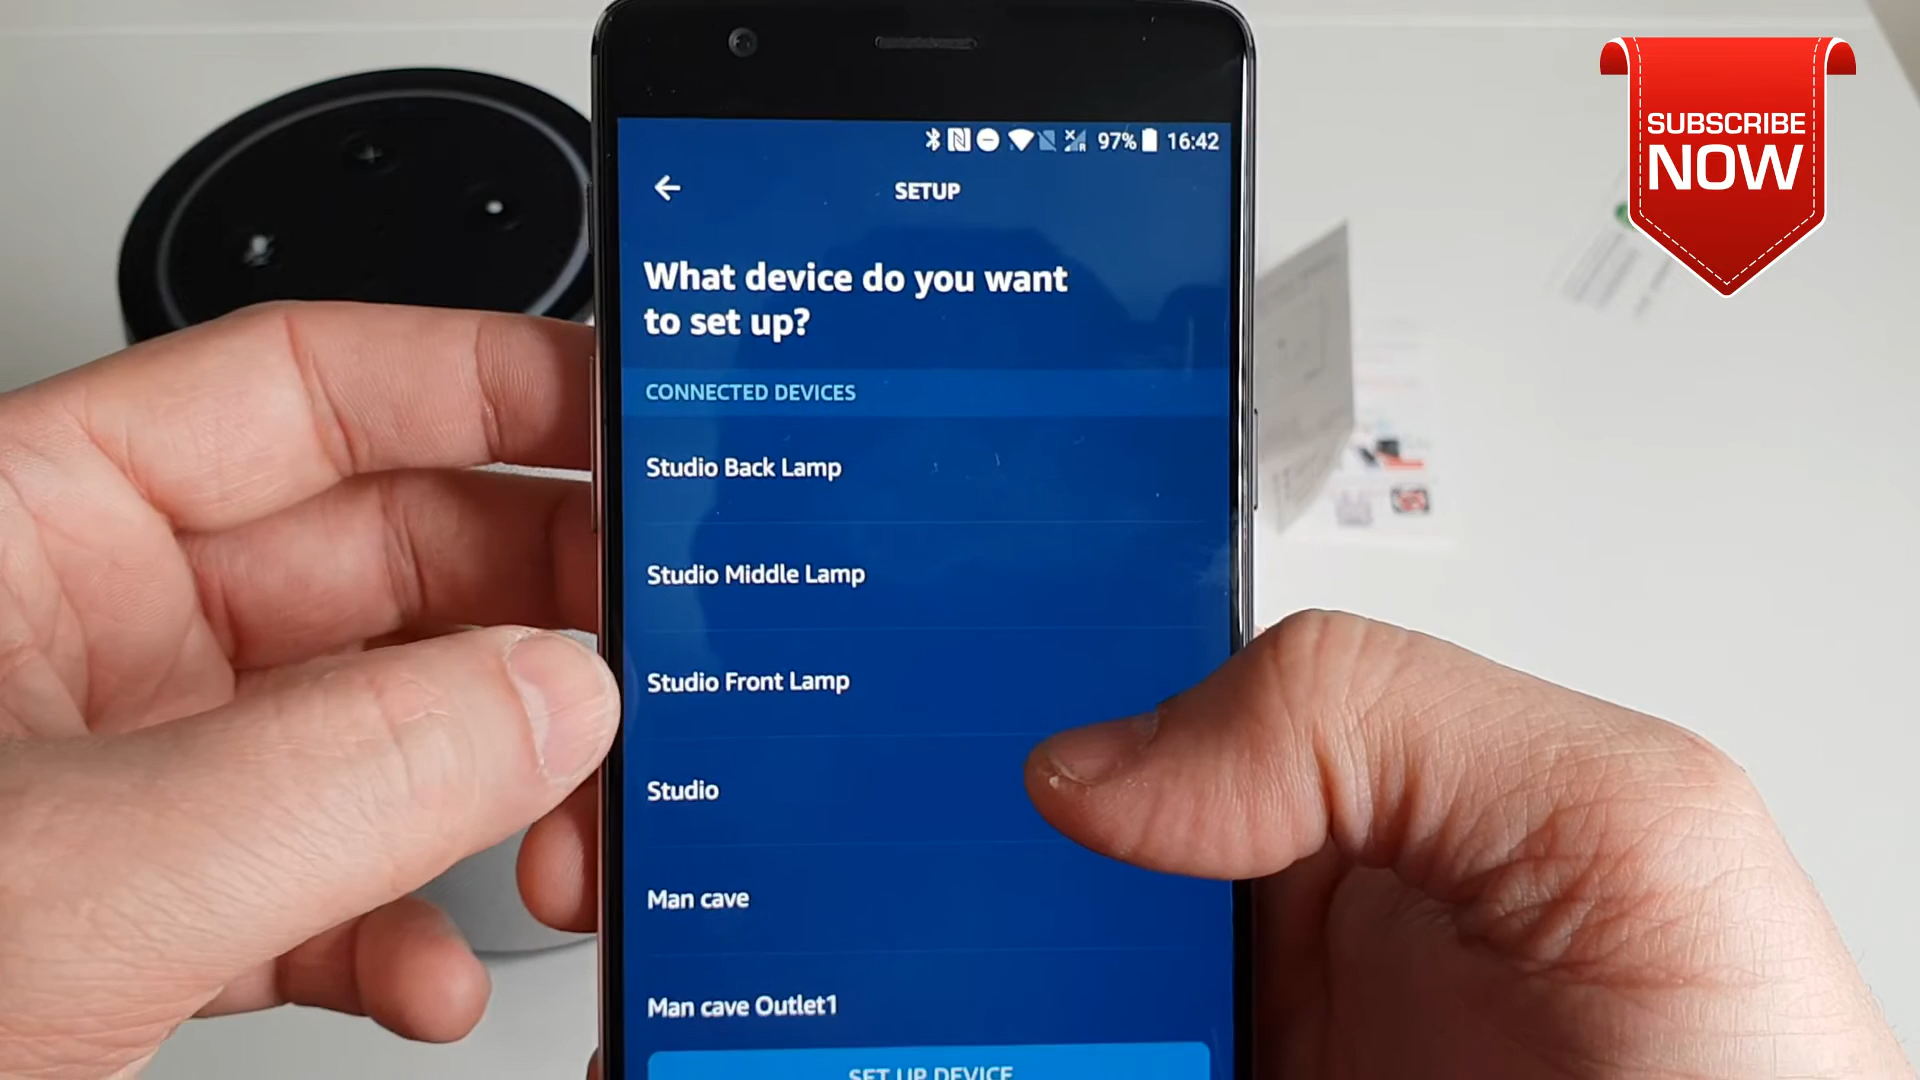 97% 16:42
SETUP
What device do you want
to set up?
CONNECTED DEVICES
Studio Back Lamp
Studio Middle Lamp
Studio Front Lamp
Studio
Man cave
Man cave Outlet1
SET UP DEVICE
SUBSCRIBE
NOW